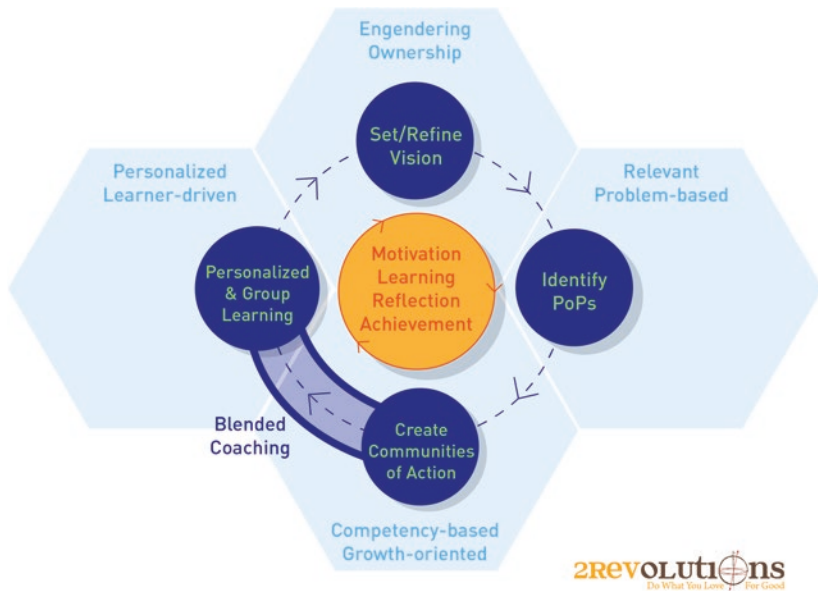 Engendering
Ownership
Set/Refine
Vision
Personalized
Learner-driven
Relevant
Problem-based
Personalized
& Group
Learning
Motivation
Learning
Reflection
Achievement
Identify
PoPs
Blended
Coaching
Create
Communities
of Action
Competency-based
Growth-oriented
2REVOLUTIONS
Do What You Love For Good